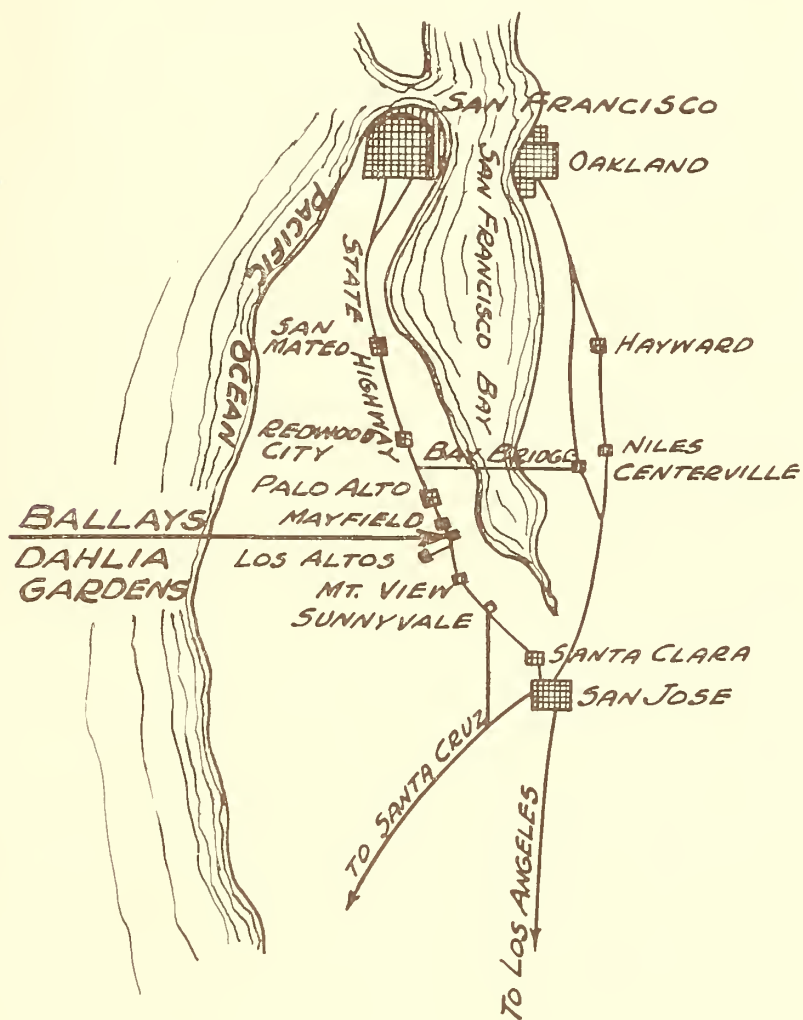 SAN FRANCISCO
OAKLAND
PACIFIC
OCEAN
SAN FRANCISCO BAY
STATE HIGHWAY
SAN
MATEO
HAYWARD
REDWOOD
CITY
BAY BRIDGE
NILES
CENTERVILLE
PALO ALTO
MAYFIELD
BALLAYS
DAHLIA
GARDENS
LOS ALTOS
MT. VIEW
SUNNYVALE
SANTA CLARA
SAN JOSE
TO SANTA CRUZ
TO LOS ANGELES